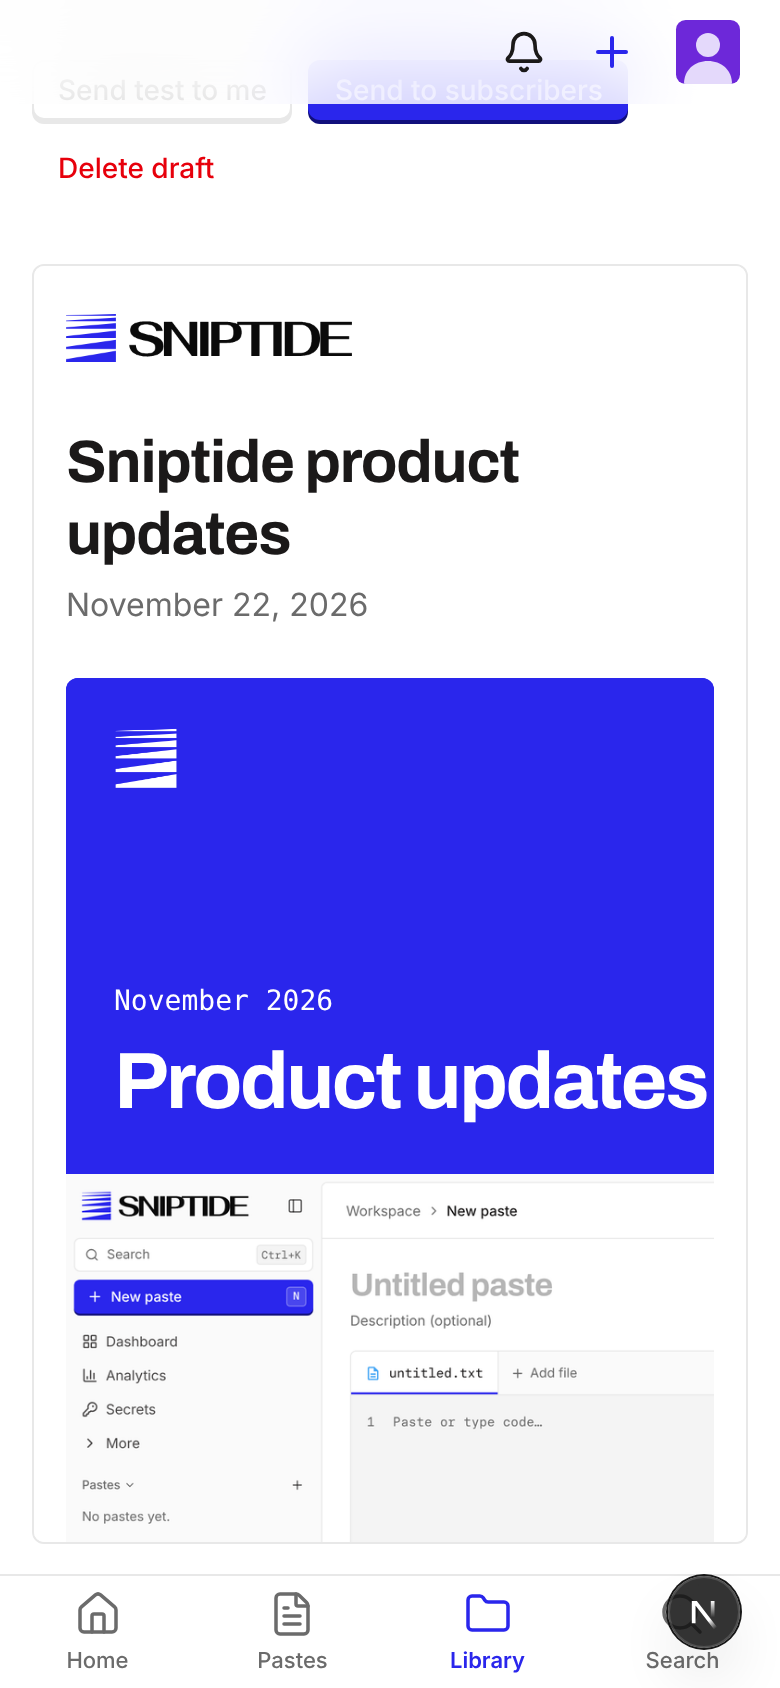 Send test to me
Send to subscribers
Delete draft
SNIPTIDE
Sniptide product
updates
November 22, 2026
November 2026
Product updates
SNIPTIDE
Workspace > New paste
Search Ctrl+K
New paste N
Untitled paste
Description (optional)
Dashboard
Analytics
Secrets
More
untitled.txt + Add file
1 Paste or type code…
Pastes
No pastes yet.
Home
Pastes
Library
Search
N